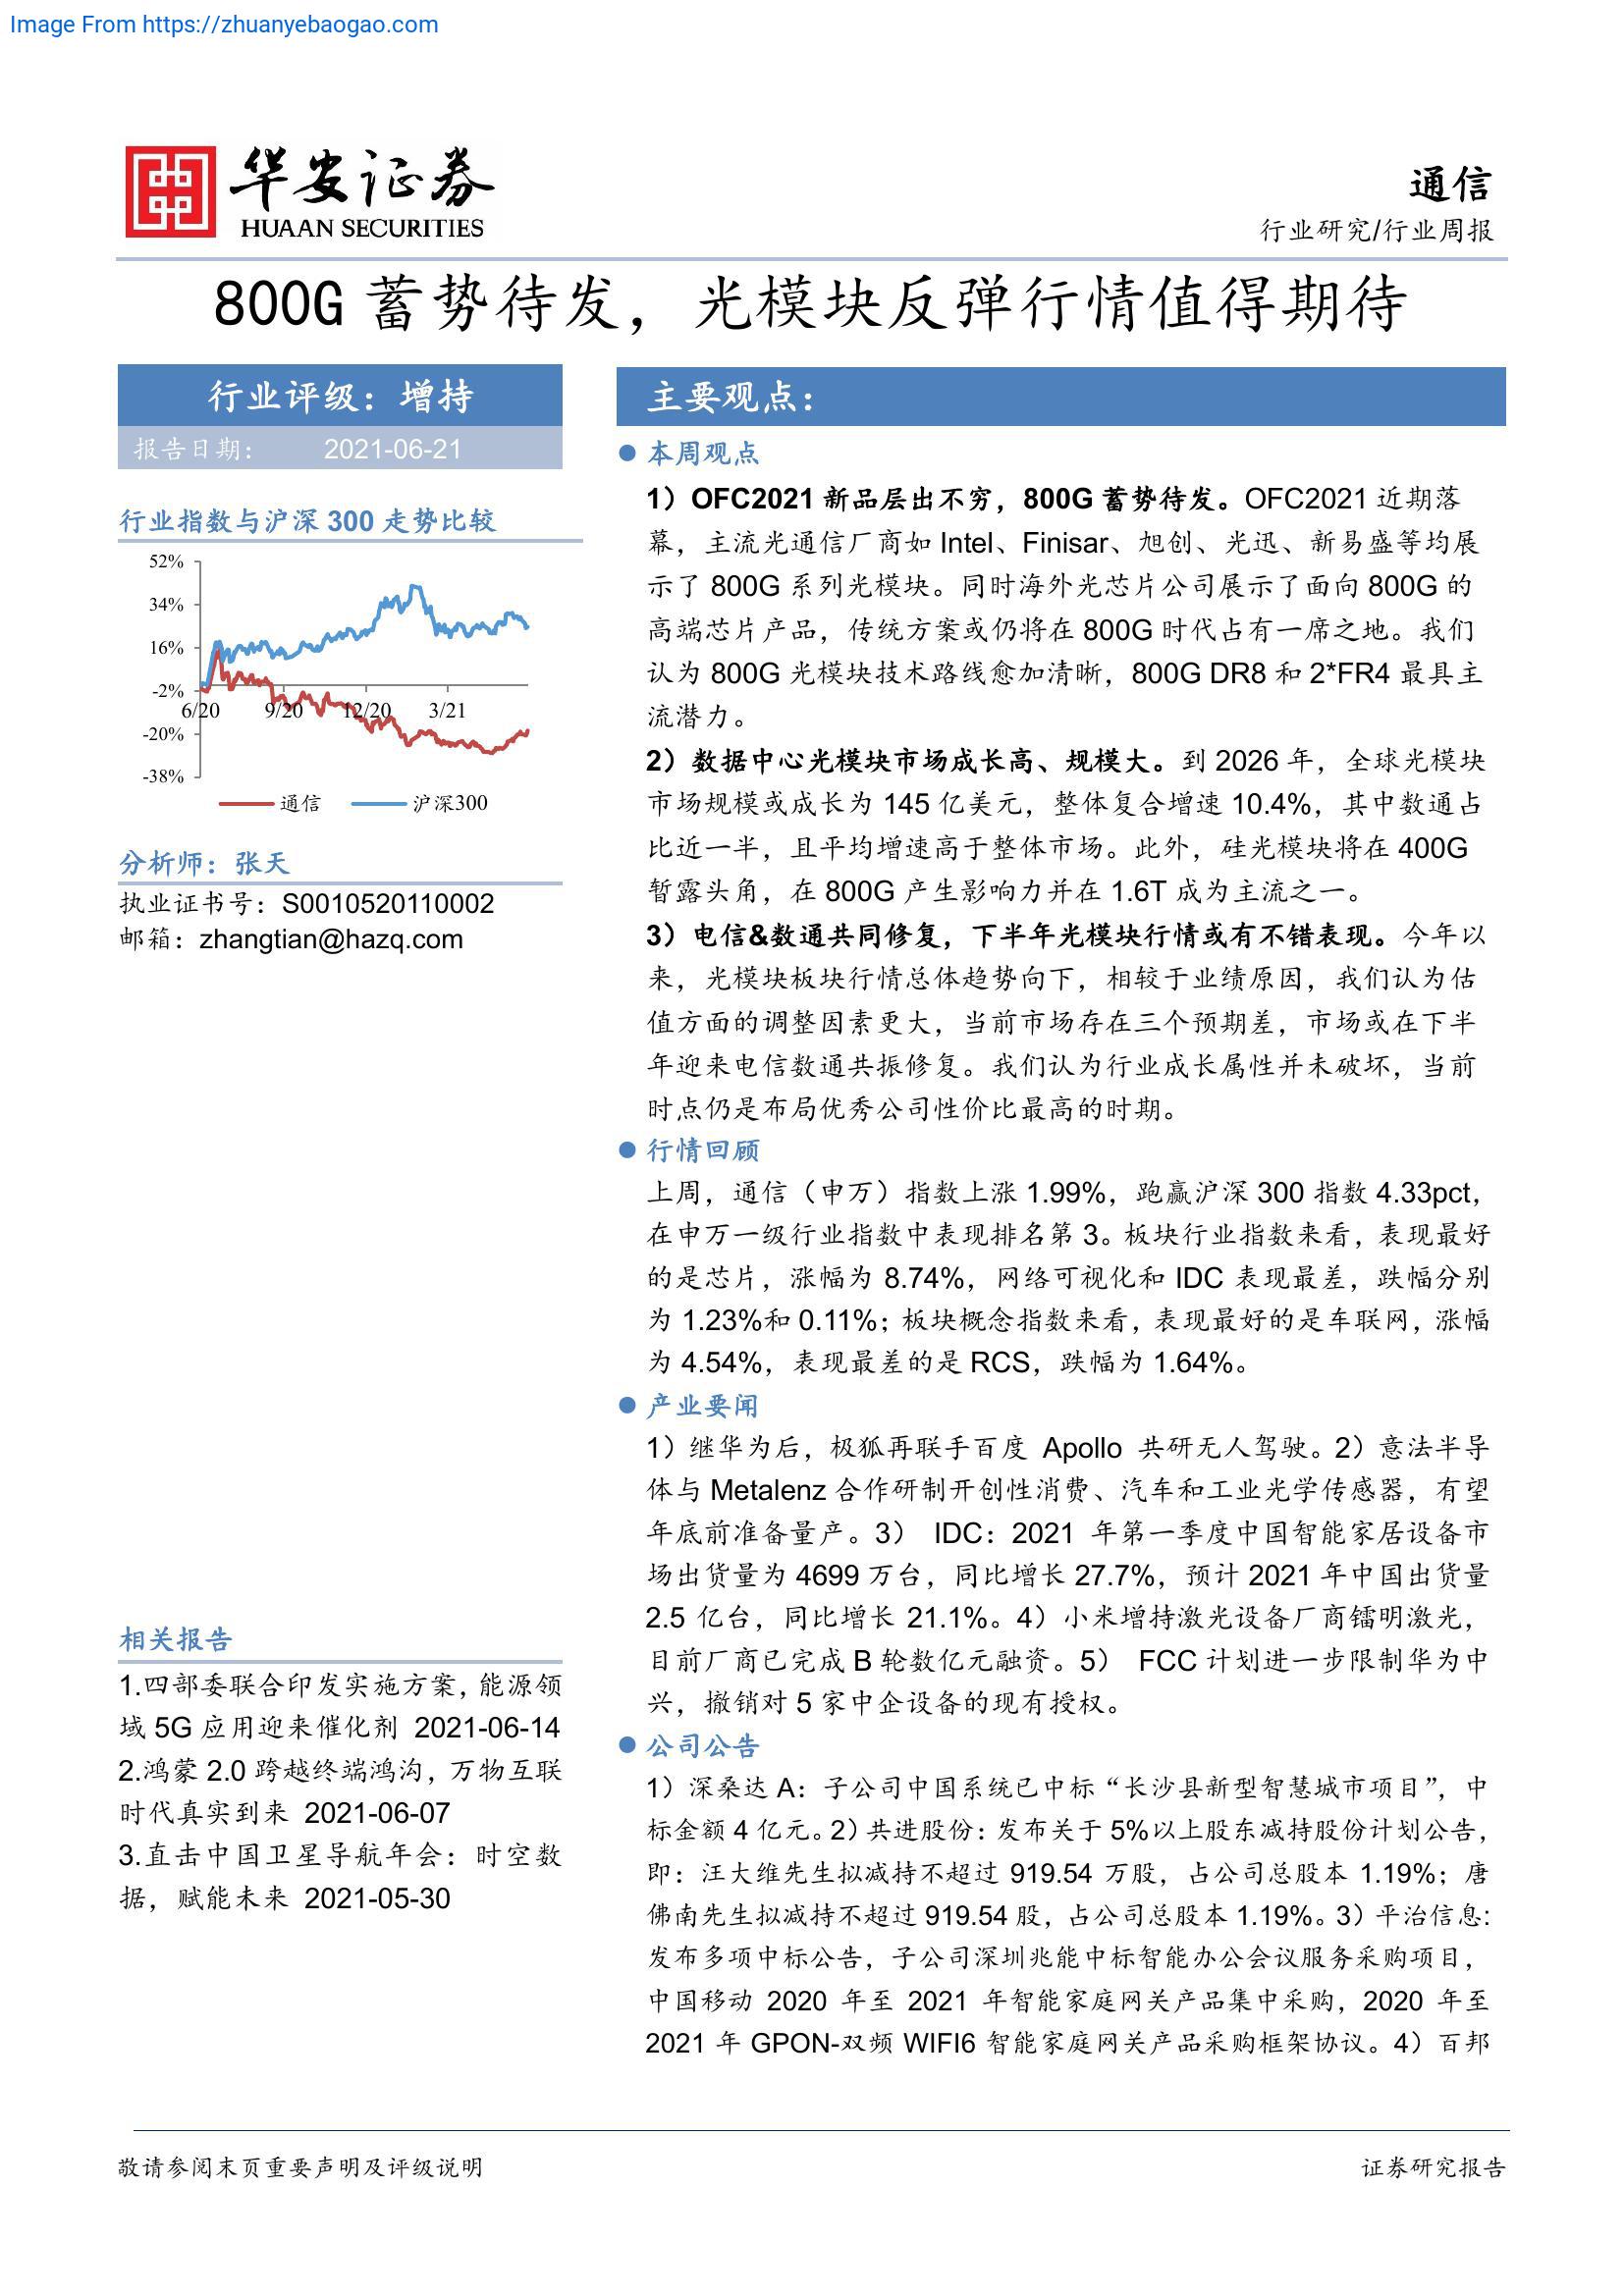 Image From https://zhuanyebaogao.com
华安证券
HUAAN SECURITIES
通信
行业研究/行业周报
800G 蓄势待发，光模块反弹行情值得期待
行业评级：增持
报告日期： 2021-06-21
行业指数与沪深 300 走势比较
52%
34%
16%
-2%
-20%
-38%
6/20 9/20 12/20 3/21
通信 沪深300
分析师：张天
执业证书号：S0010520110002
邮箱：zhangtian@hazq.com
相关报告
1.四部委联合印发实施方案，能源领
域 5G 应用迎来催化剂 2021-06-14
2.鸿蒙 2.0 跨越终端鸿沟，万物互联
时代真实到来 2021-06-07
3.直击中国卫星导航年会：时空数
据，赋能未来 2021-05-30
主要观点：
● 本周观点
1）OFC2021 新品层出不穷，800G 蓄势待发。OFC2021 近期落
幕，主流光通信厂商如 Intel、Finisar、旭创、光迅、新易盛等均展
示了 800G 系列光模块。同时海外光芯片公司展示了面向 800G 的
高端芯片产品，传统方案或仍将在 800G 时代占有一席之地。我们
认为 800G 光模块技术路线愈加清晰，800G DR8 和 2*FR4 最具主
流潜力。
2）数据中心光模块市场成长高、规模大。到 2026 年，全球光模块
市场规模或成长为 145 亿美元，整体复合增速 10.4%，其中数通占
比近一半，且平均增速高于整体市场。此外，硅光模块将在 400G
暂露头角，在 800G 产生影响力并在 1.6T 成为主流之一。
3）电信&数通共同修复，下半年光模块行情或有不错表现。今年以
来，光模块板块行情总体趋势向下，相较于业绩原因，我们认为估
值方面的调整因素更大，当前市场存在三个预期差，市场或在下半
年迎来电信数通共振修复。我们认为行业成长属性并未破坏，当前
时点仍是布局优秀公司性价比最高的时期。
● 行情回顾
上周，通信（申万）指数上涨 1.99%，跑赢沪深 300 指数 4.33pct，
在申万一级行业指数中表现排名第 3。板块行业指数来看，表现最好
的是芯片，涨幅为 8.74%，网络可视化和 IDC 表现最差，跌幅分别
为 1.23%和 0.11%；板块概念指数来看，表现最好的是车联网，涨幅
为 4.54%，表现最差的是 RCS，跌幅为 1.64%。
● 产业要闻
1）继华为后，极狐再联手百度 Apollo 共研无人驾驶。2）意法半导
体与 Metalenz 合作研制开创性消费、汽车和工业光学传感器，有望
年底前准备量产。3） IDC：2021 年第一季度中国智能家居设备市
场出货量为 4699 万台，同比增长 27.7%，预计 2021 年中国出货量
2.5 亿台，同比增长 21.1%。4）小米增持激光设备厂商镭明激光，
目前厂商已完成 B 轮数亿元融资。5） FCC 计划进一步限制华为中
兴，撤销对 5 家中企设备的现有授权。
● 公司公告
1）深桑达 A：子公司中国系统已中标“长沙县新型智慧城市项目”，中
标金额 4 亿元。2）共进股份：发布关于 5%以上股东减持股份计划公告，
即：汪大维先生拟减持不超过 919.54 万股，占公司总股本 1.19%；唐
佛南先生拟减持不超过 919.54 股，占公司总股本 1.19%。3）平治信息：
发布多项中标公告，子公司深圳兆能中标智能办公会议服务采购项目，
中国移动 2020 年至 2021 年智能家庭网关产品集中采购，2020 年至
2021 年 GPON-双频 WIFI6 智能家庭网关产品采购框架协议。4）百邦
敬请参阅末页重要声明及评级说明
证券研究报告